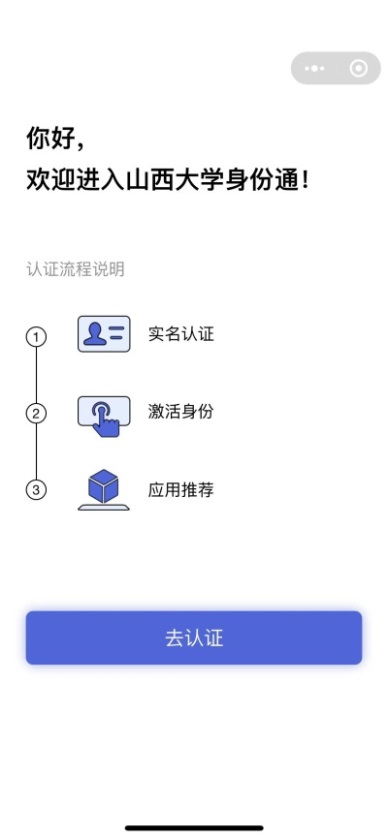 你好，
欢迎进入山西大学身份通！
认证流程说明
1 实名认证
2 激活身份
3 应用推荐
去认证